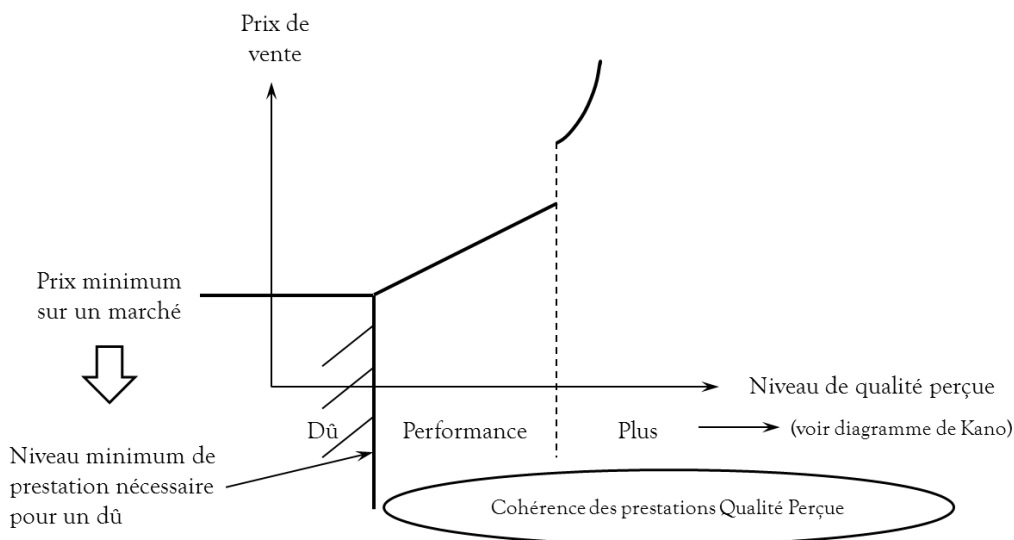 Prix de
vente
Prix minimum
sur un marché
Niveau de qualité perçue
Dû
Performance
Plus
(voir diagramme de Kano)
Niveau minimum de
prestation nécessaire
pour un dû
Cohérence des prestations Qualité Perçue